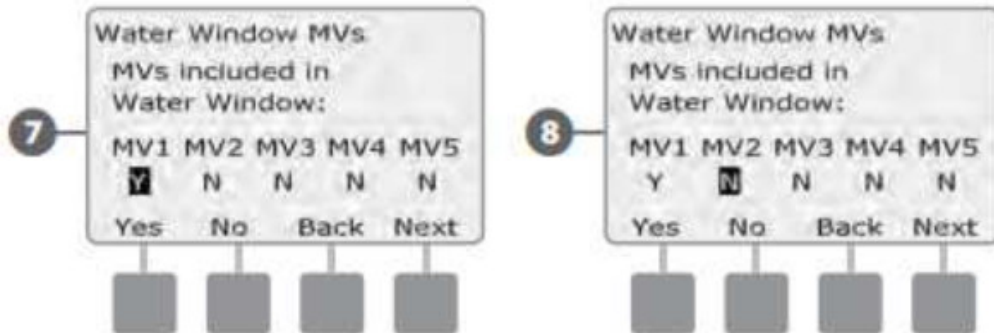 7
Water Window MVs
MVs included in
Water Window:
MV1 MV2 MV3 MV4 MV5
Y N N N N
Yes No Back Next
8
Water Window MVs
MVs included in
Water Window:
MV1 MV2 MV3 MV4 MV5
Y N N N N
Yes No Back Next